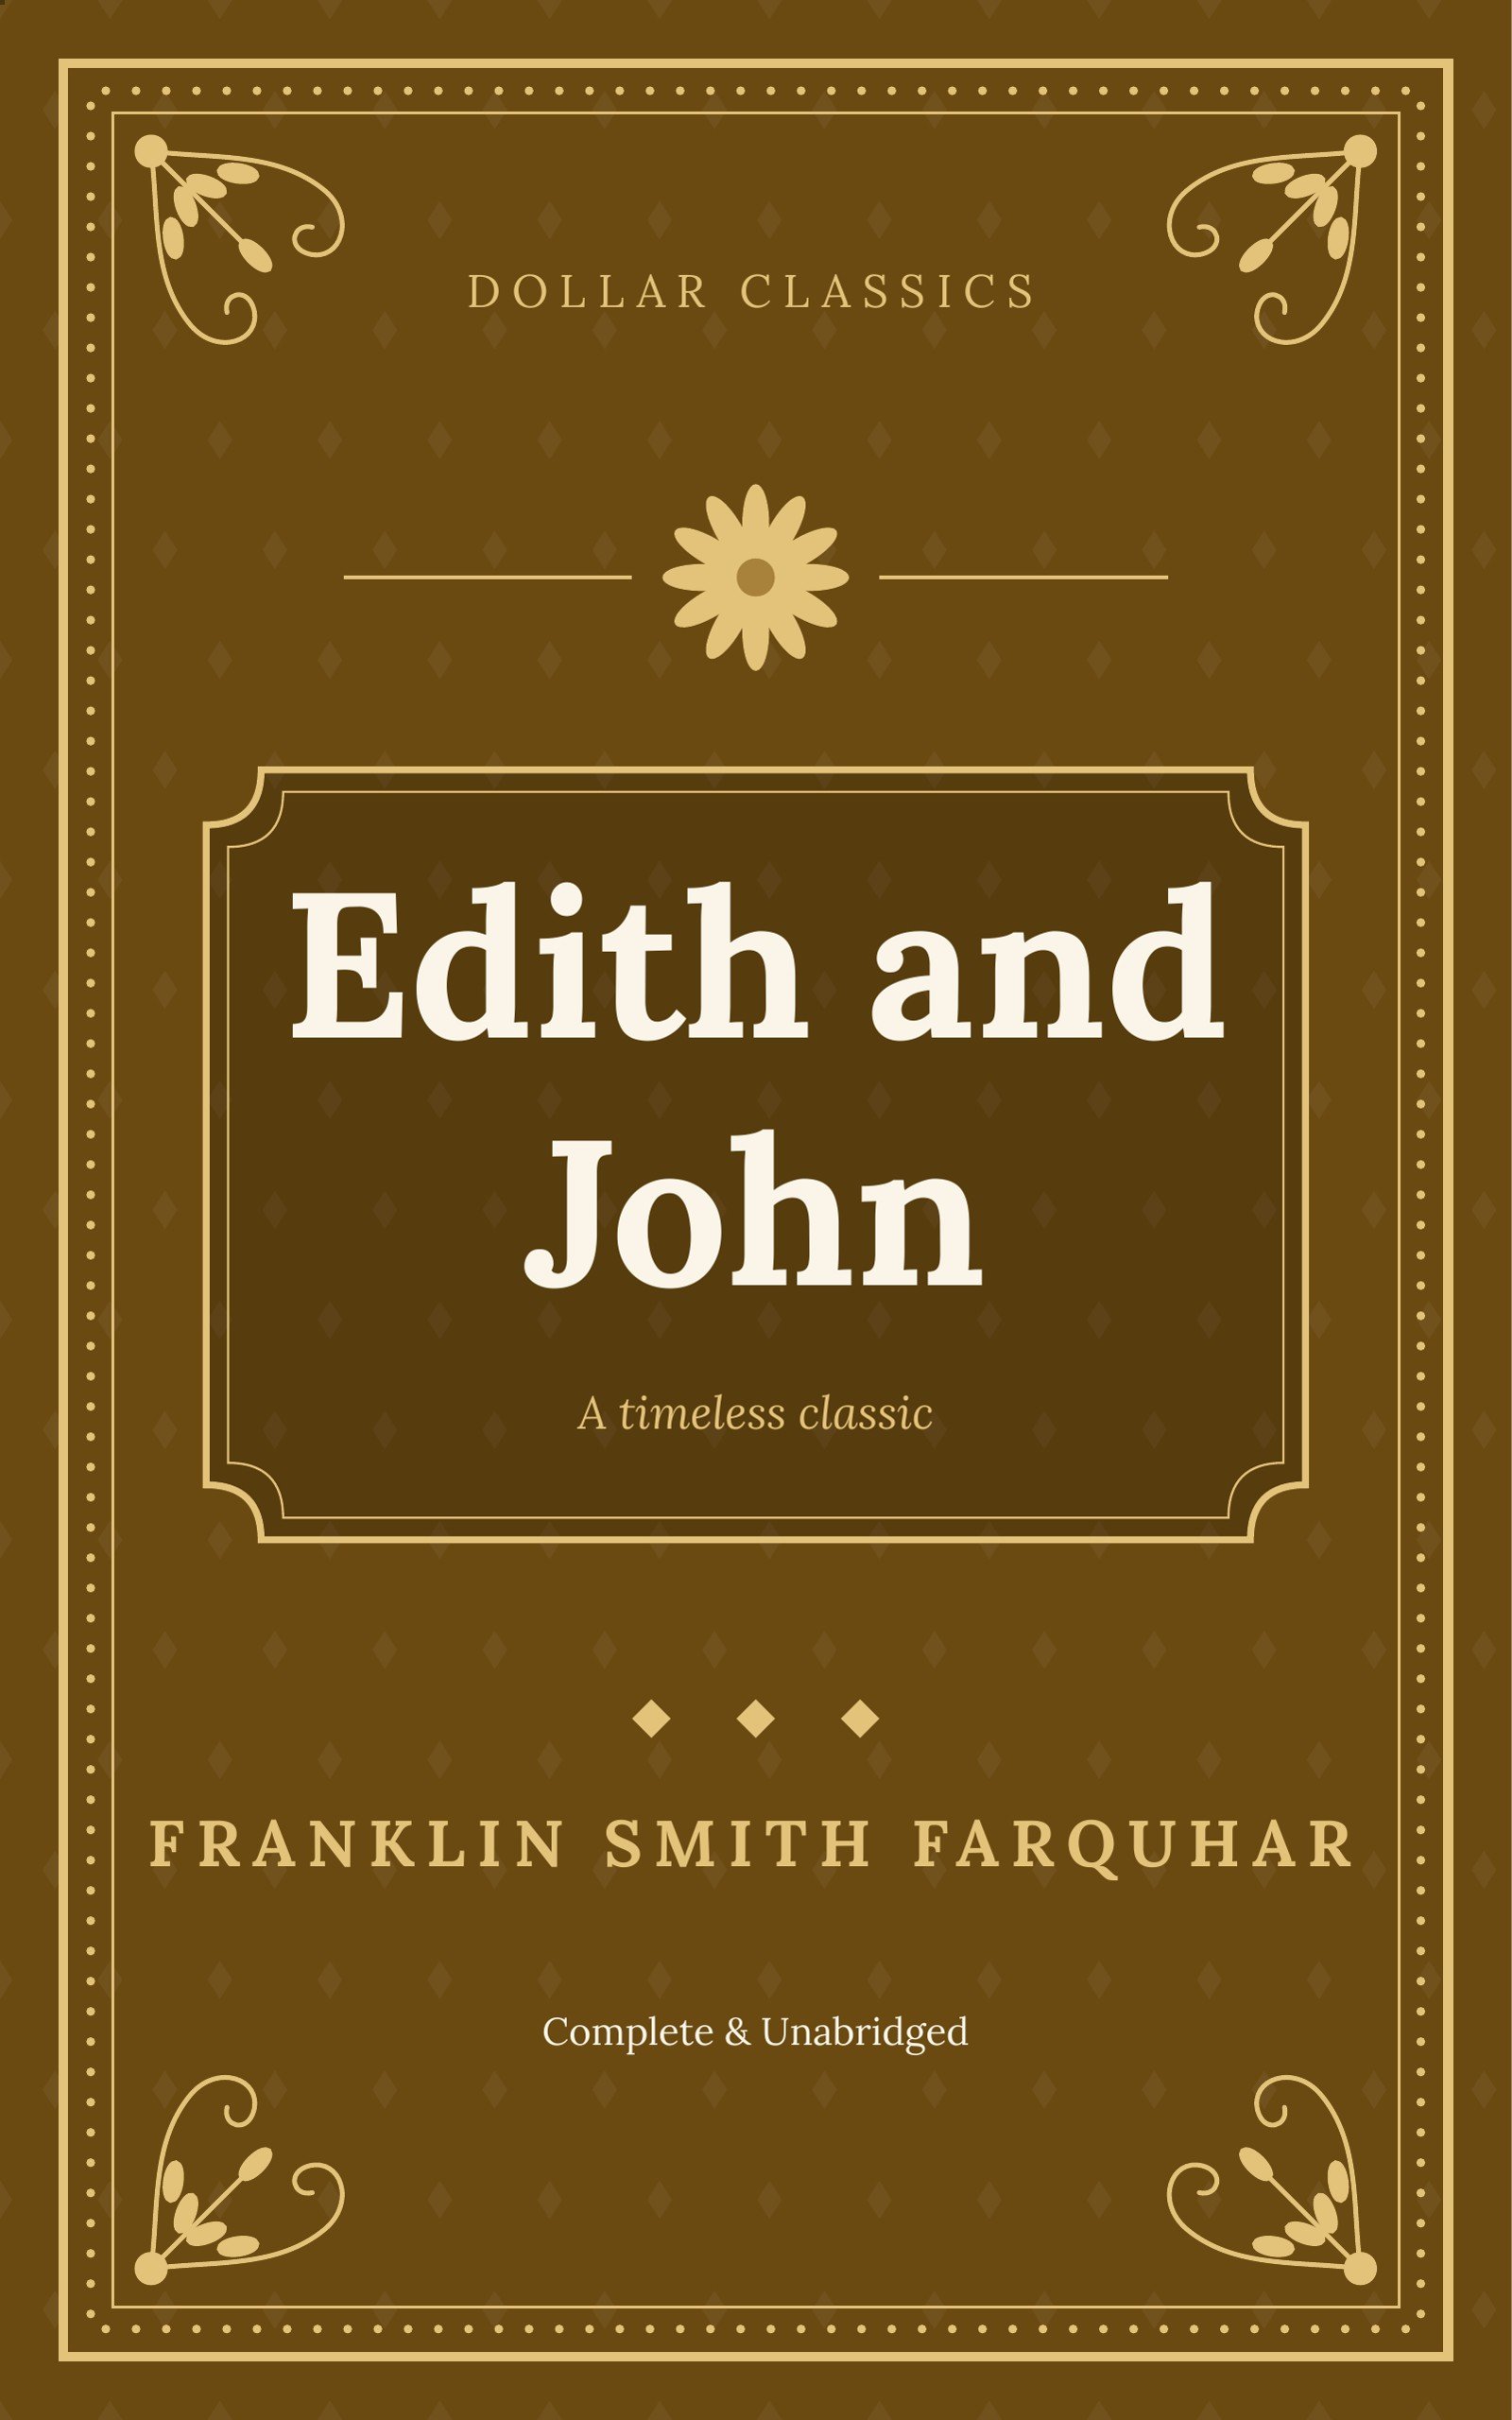 DOLLAR CLASSICS
Edith and
John
A timeless classic
FRANKLIN SMITH FARQUHAR
Complete & Unabridged